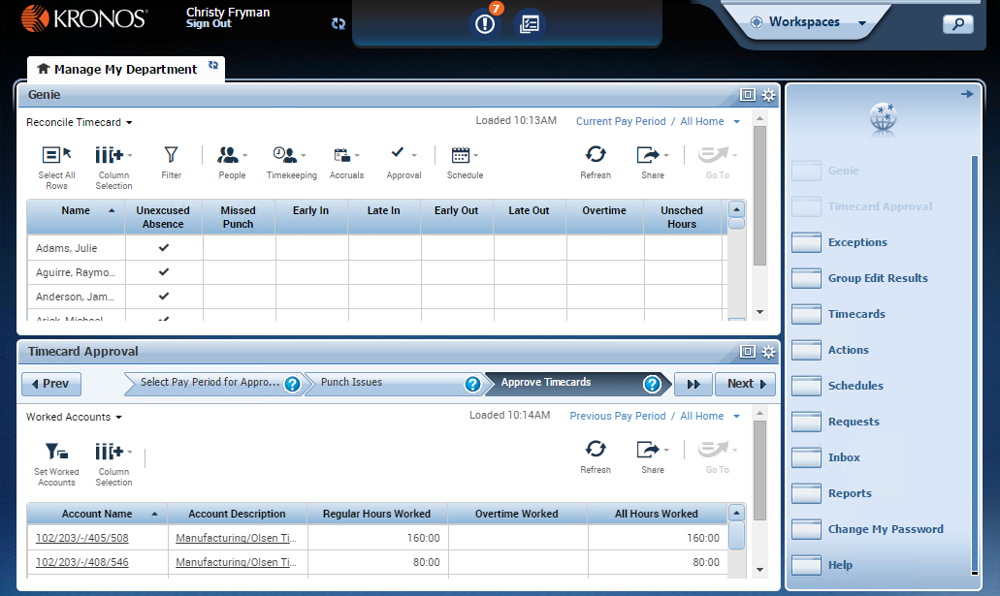 KRONOS®
Christy Fryman
Sign Out
7
Workspaces
Manage My Department
Genie
Reconcile Timecard
Loaded 10:13AM
Current Pay Period / All Home
Select All Rows
Column Selection
Filter
People
Timekeeping
Accruals
Approval
Schedule
Refresh
Share
Go To
Name
Unexcused Absence
Missed Punch
Early In
Late In
Early Out
Late Out
Overtime
Unsched Hours
Adams, Julie
Aguirre, Raymo...
Anderson, Jam...
Arick, Michael
Timecard Approval
Prev
Select Pay Period for Appro... ?
Punch Issues ?
Approve Timecards ?
Next
Worked Accounts
Loaded 10:14AM
Previous Pay Period / All Home
Set Worked Accounts
Column Selection
Refresh
Share
Go To
Account Name
Account Description
Regular Hours Worked
Overtime Worked
All Hours Worked
102/203/-/405/508 Manufacturing/Olsen Ti... 160:00 160:00
102/203/-/408/546 Manufacturing/Olsen Ti... 80:00 80:00
Genie
Timecard Approval
Exceptions
Group Edit Results
Timecards
Actions
Schedules
Requests
Inbox
Reports
Change My Password
Help